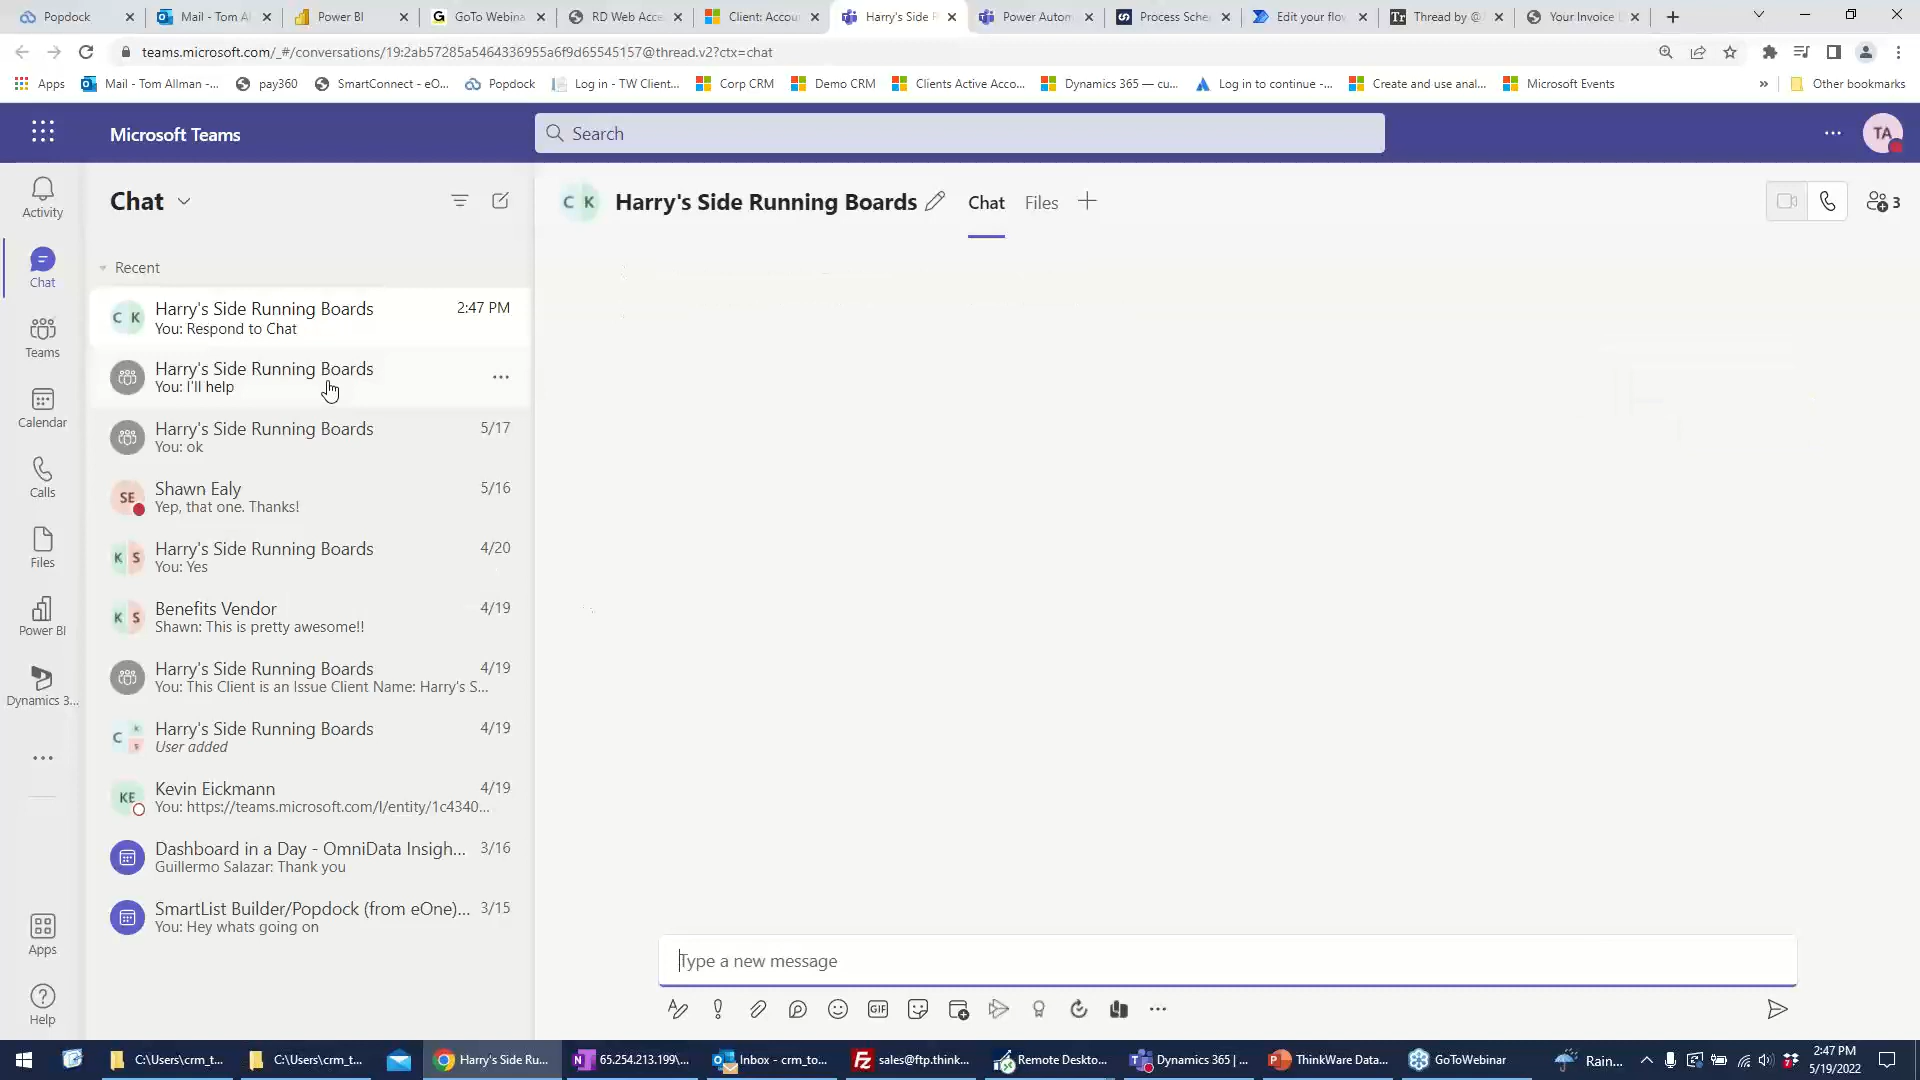 Popdock
Mail - Tom Al
Power BI
GoTo Webina
RD Web Acce
Client: Accou
Harry's Side R
Power Autom
Process Sche
Edit your flo
Thread by @
Your Invoice
teams.microsoft.com/_#/conversations/19:2ab57285a5464336955a6f9d65545157@thread.v2?ctx=chat
Apps
Mail - Tom Allman -...
pay360
SmartConnect - eO...
Popdock
Log in - TW Client...
Corp CRM
Demo CRM
Clients Active Acco...
Dynamics 365 — cu...
Log in to continue -...
Create and use anal...
Microsoft Events
»
Other bookmarks
Microsoft Teams
Search
TA
Activity
Chat
Teams
Calendar
Calls
Files
Power BI
Dynamics 3...
Apps
Help
Chat
Recent
C K
Harry's Side Running Boards
2:47 PM
You: Respond to Chat
Harry's Side Running Boards
You: I'll help
Harry's Side Running Boards
5/17
You: ok
SE
Shawn Ealy
5/16
Yep, that one. Thanks!
K S
Harry's Side Running Boards
4/20
You: Yes
K S
Benefits Vendor
4/19
Shawn: This is pretty awesome!!
Harry's Side Running Boards
4/19
You: This Client is an Issue Client Name: Harry's S...
C
Harry's Side Running Boards
4/19
User added
KE
Kevin Eickmann
4/19
You: https://teams.microsoft.com/l/entity/1c4340...
Dashboard in a Day - OmniData Insigh...
3/16
Guillermo Salazar: Thank you
SmartList Builder/Popdock (from eOne)...
3/15
You: Hey whats going on
C K
Harry's Side Running Boards
Chat
Files
3
Type a new message
GIF
C:\Users\crm_t...
C:\Users\crm_t...
Harry's Side Ru...
65.254.213.199\...
Inbox - crm_to...
sales@ftp.think...
Remote Deskto...
Dynamics 365 |...
ThinkWare Data...
GoToWebinar
Rain...
2:47 PM
5/19/2022